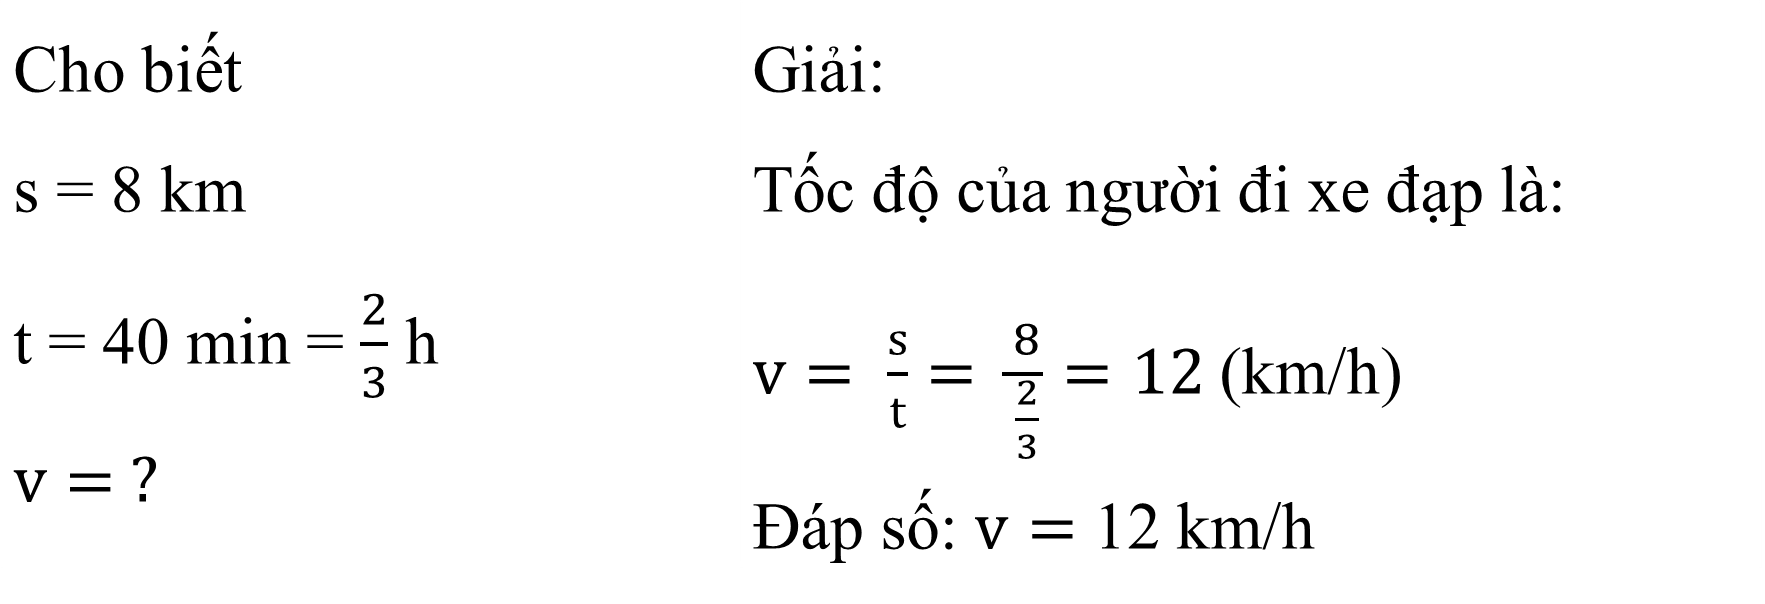 Cho biết
s = 8 km
t = 40 min = 2/3 h
v = ?
Giải:
Tốc độ của người đi xe đạp là:
v = s/t = 8/(2/3) = 12 (km/h)
Đáp số: v = 12 km/h